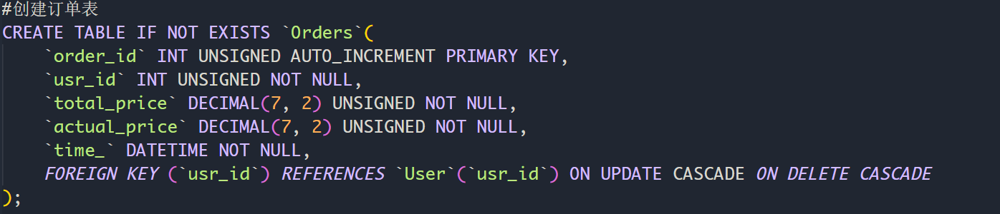 #创建订单表
CREATE TABLE IF NOT EXISTS `Orders`(
    `order_id` INT UNSIGNED AUTO_INCREMENT PRIMARY KEY,
    `usr_id` INT UNSIGNED NOT NULL,
    `total_price` DECIMAL(7, 2) UNSIGNED NOT NULL,
    `actual_price` DECIMAL(7, 2) UNSIGNED NOT NULL,
    `time_` DATETIME NOT NULL,
    FOREIGN KEY (`usr_id`) REFERENCES `User`(`usr_id`) ON UPDATE CASCADE ON DELETE CASCADE
);